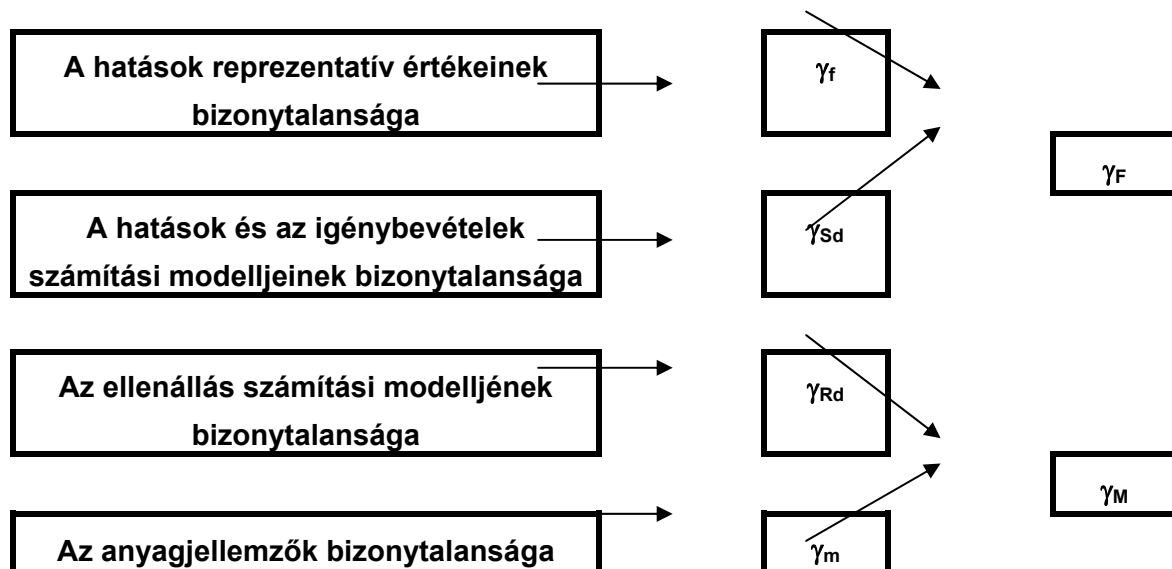 A hatások reprezentatív értékeinek
bizonytalansága
γf
γF
A hatások és az igénybevételek
számítási modelljeinek bizonytalansága
γSd
Az ellenállás számítási modelljének
bizonytalansága
γRd
γM
Az anyagjellemzők bizonytalansága
γm